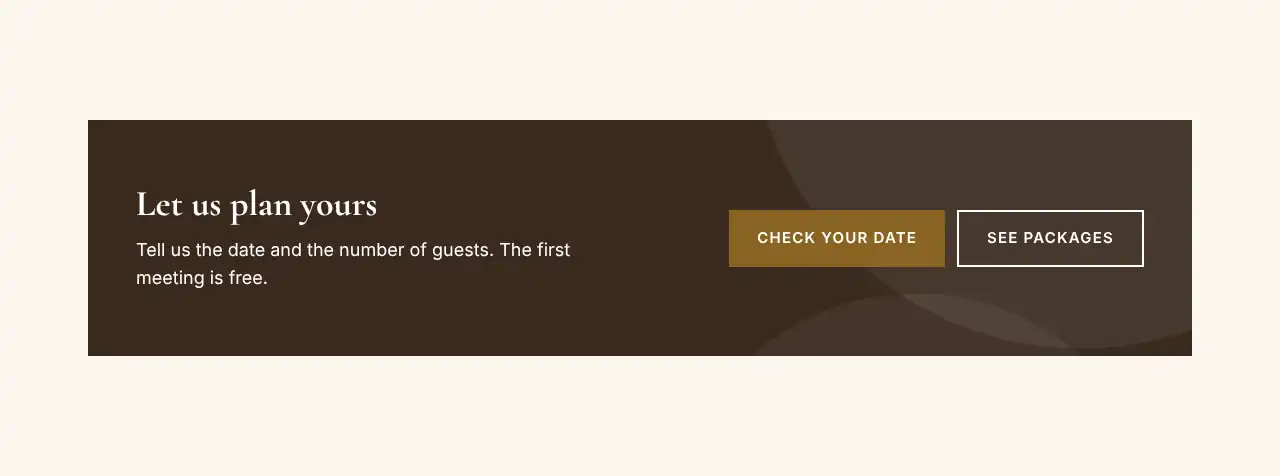 Let us plan yours
Tell us the date and the number of guests. The first
meeting is free.
CHECK YOUR DATE
SEE PACKAGES